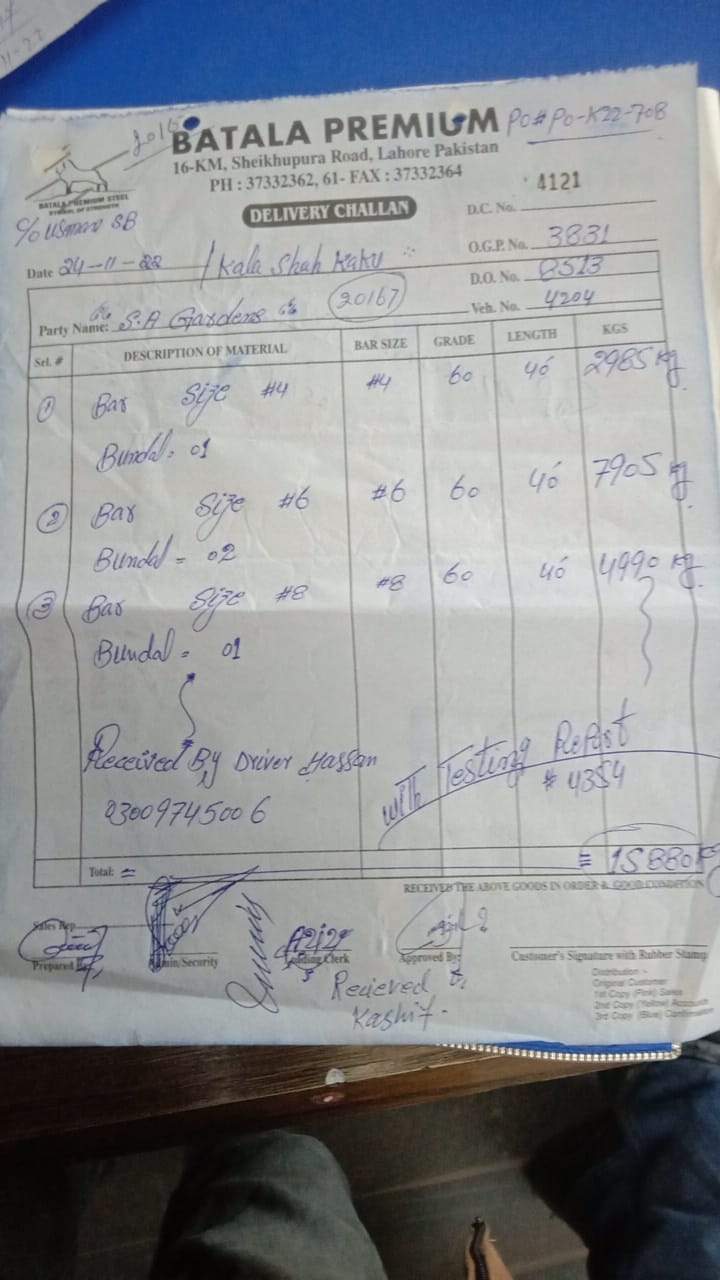 20167
BATALA PREMIUM
PO# PO-K22-708
16-KM, Sheikhupura Road, Lahore Pakistan
PH : 37332362, 61- FAX : 37332364
BATALA PREMIUM STEEL
SYMBOL OF STRENGTH
DELIVERY CHALLAN
D.C. No. 4121
C/O Usman SB
O.G.P. No. 3831
Date 24-11-22 / Kala Shah Kaku
D.O. No. 8513
20167
Party Name: S.A Gardens
Veh. No. 4204
Srl. # DESCRIPTION OF MATERIAL BAR SIZE GRADE LENGTH KGS
1 Bar Size #4 #4 60 40 2985 kg
Bundal = 01
2 Bar Size #6 #6 60 40 7905 kg
Bundal = 02
3 Bar Size #8 #8 60 40 4990 kg
Bundal = 01
Received By Driver Hassan
03009745006
With Testing Report
# 4354
Total: = = 15880 kg
RECEIVED THE ABOVE GOODS IN ORDER & GOOD CONDITION
Sales Rep
Prepared By
Admin/Security
Loading Clerk
Approved By:
Customer's Signature with Rubber Stamp
Recieved
Kashif
Distribution :-
Original Customer
1st Copy (Pink) Sales
2nd Copy (Yellow) Accounts
3rd Copy (Blue)